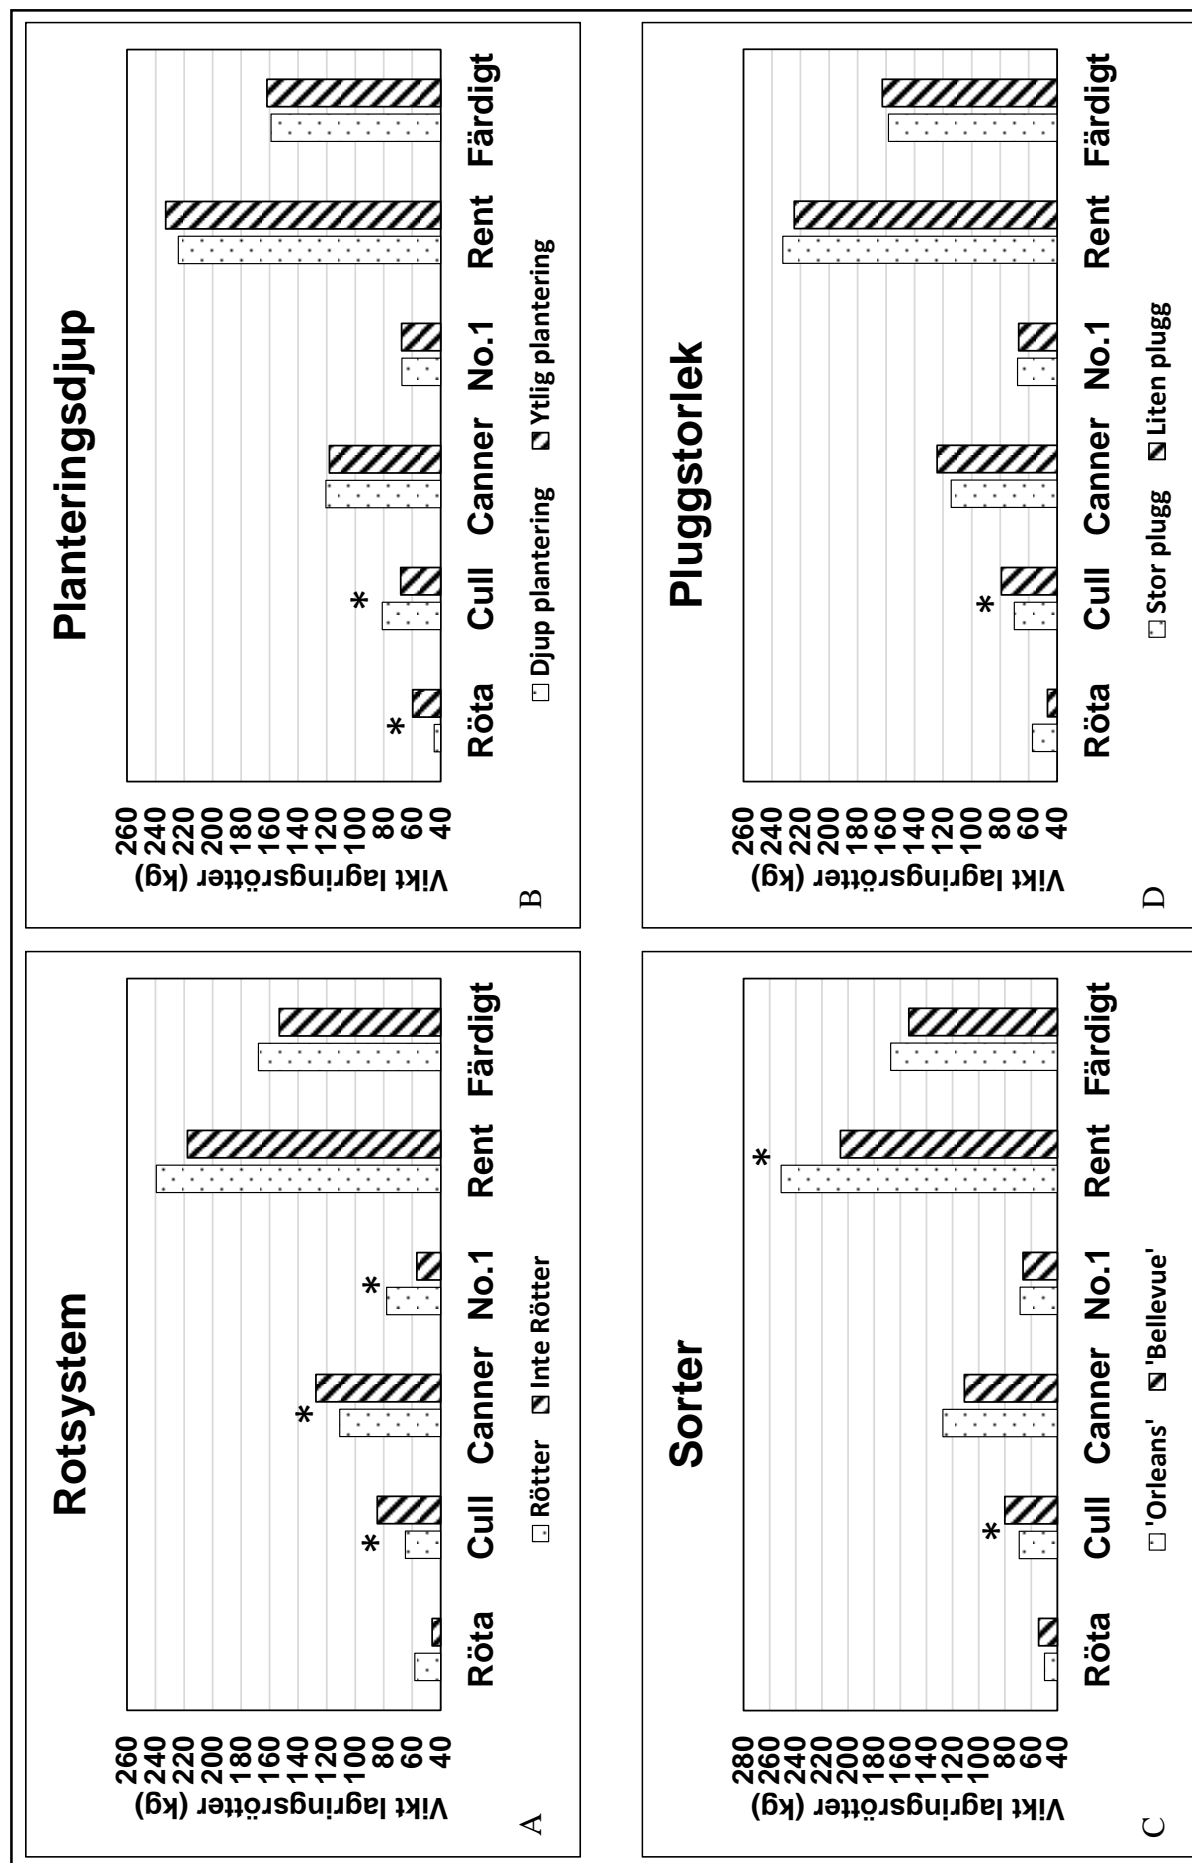 Rotsystem
260
240
220
200
180
160
140
120
100
80
60
40
Vikt lagringsrötter (kg)
*
*
*
Röta Cull Canner No.1 Rent Färdigt
Rötter Inte Rötter
A
Planteringsdjup
260
240
220
200
180
160
140
120
100
80
60
40
Vikt lagringsrötter (kg)
*
*
Röta Cull Canner No.1 Rent Färdigt
Djup plantering Ytlig plantering
B
Sorter
280
260
240
220
200
180
160
140
120
100
80
60
40
Vikt lagringsrötter (kg)
*
*
Röta Cull Canner No.1 Rent Färdigt
'Orleans' 'Bellevue'
C
Pluggstorlek
260
240
220
200
180
160
140
120
100
80
60
40
Vikt lagringsrötter (kg)
*
Röta Cull Canner No.1 Rent Färdigt
Stor plugg Liten plugg
D